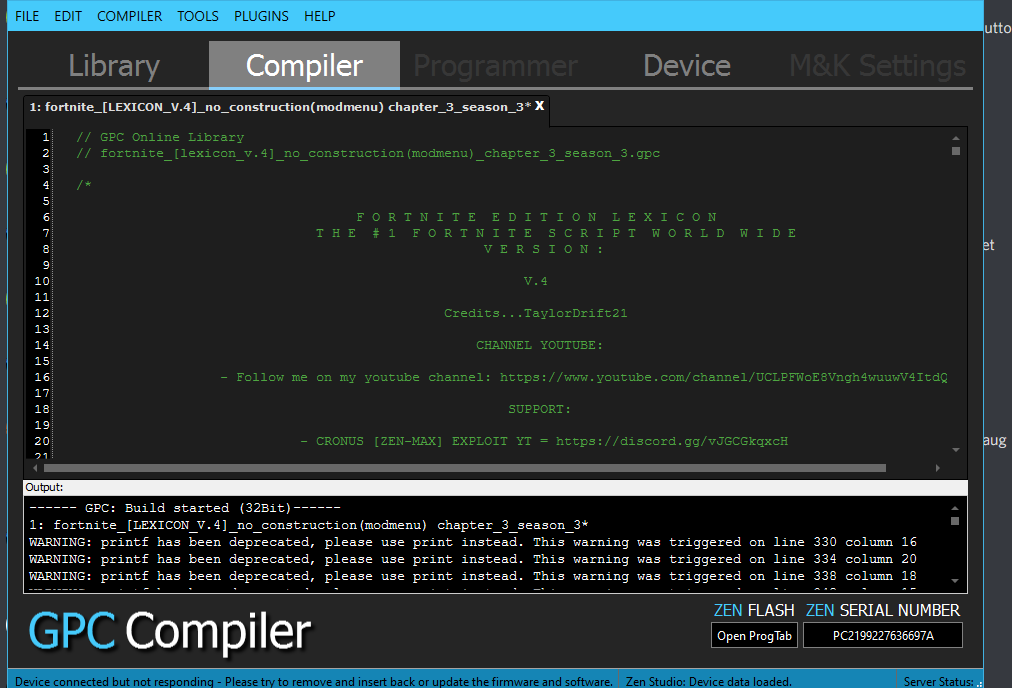 FILE EDIT COMPILER TOOLS PLUGINS HELP
utto
Library Compiler Programmer Device M&K Settings
1: fortnite_[LEXICON_V.4]_no_construction(modmenu) chapter_3_season_3* X
1 // GPC Online Library
2 // fortnite_[lexicon_v.4]_no_construction(modmenu)_chapter_3_season_3.gpc
3
4 /*
5
6 F O R T N I T E E D I T I O N L E X I C O N
7 T H E # 1 F O R T N I T E S C R I P T W O R L D W I D E
8 V E R S I O N :
et
9
10 V.4
11
12 Credits...TaylorDrift21
13
14 CHANNEL YOUTUBE:
15
16 - Follow me on my youtube channel: https://www.youtube.com/channel/UCLPFWoE8Vngh4wuuwV4ItdQ
17
18 SUPPORT:
19
20 - CRONUS [ZEN-MAX] EXPLOIT YT = https://discord.gg/vJGCGkqxcH
aug
21
Output:
------ GPC: Build started (32Bit)------
1: fortnite_[LEXICON_V.4]_no_construction(modmenu) chapter_3_season_3*
WARNING: printf has been deprecated, please use print instead. This warning was triggered on line 330 column 16
WARNING: printf has been deprecated, please use print instead. This warning was triggered on line 334 column 20
WARNING: printf has been deprecated, please use print instead. This warning was triggered on line 338 column 18
ZEN FLASH ZEN SERIAL NUMBER
GPC Compiler
Open ProgTab PC2199227636697A
Device connected but not responding - Please try to remove and insert back or update the firmware and software. Zen Studio: Device data loaded. Server Status: